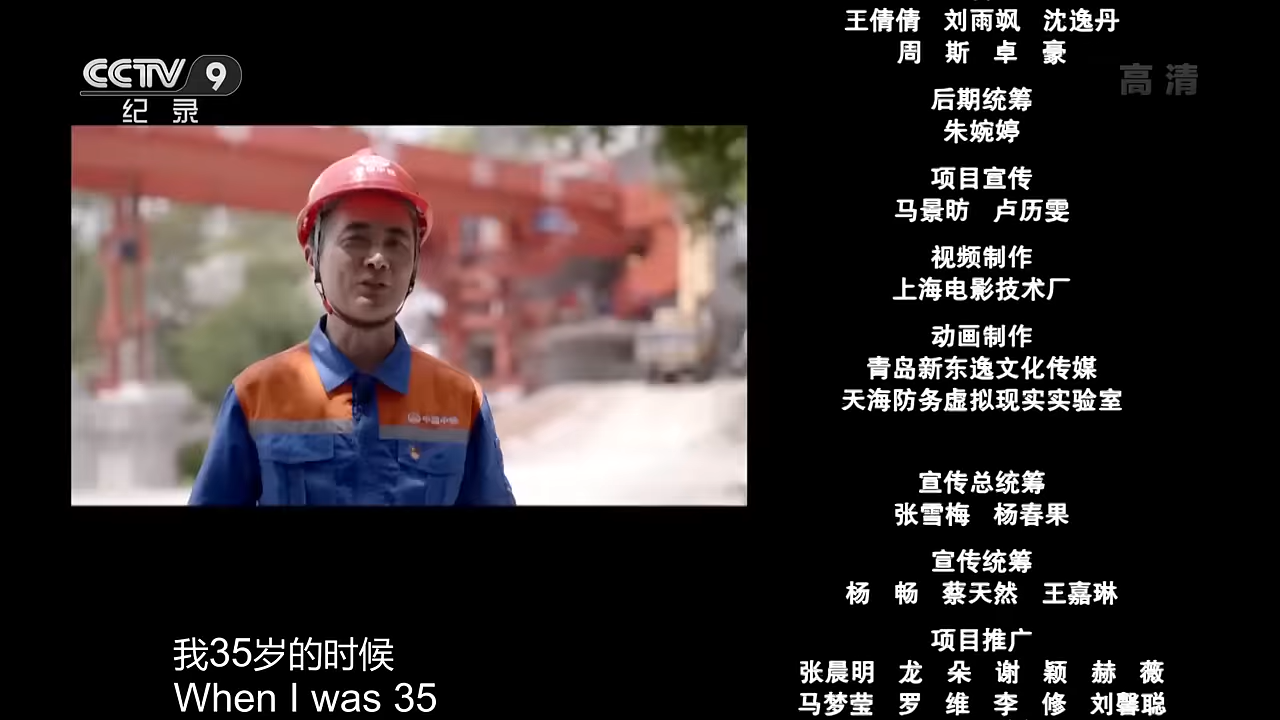 CCTV 9
纪 录
高清
中国中铁
我35岁的时候
When I was 35
王倩倩 刘雨飒 沈逸丹
周 斯 卓 豪
后期统筹
朱婉婷
项目宣传
马景昉 卢历雯
视频制作
上海电影技术厂
动画制作
青岛新东逸文化传媒
天海防务虚拟现实实验室
宣传总统筹
张雪梅 杨春果
宣传统筹
杨 畅 蔡天然 王嘉琳
项目推广
张晨明 龙 朵 谢 颖 赫 薇
马梦莹 罗 维 李 修 刘馨聪